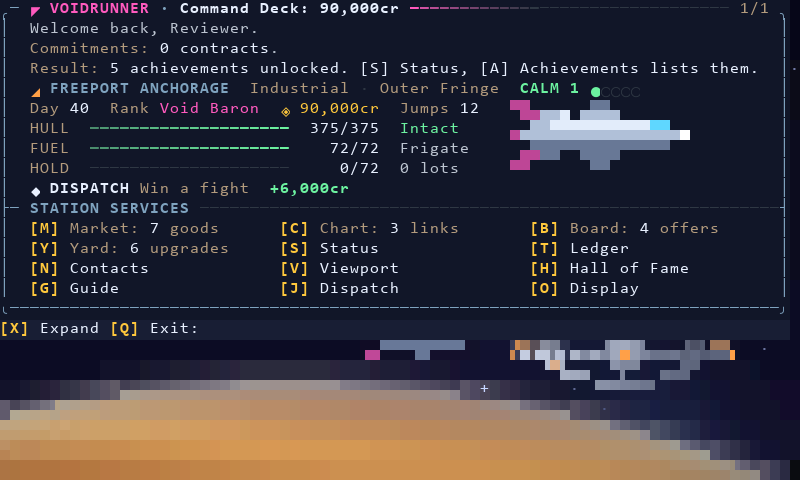 VOIDRUNNER · Command Deck: 90,000cr 1/1
Welcome back, Reviewer.
Commitments: 0 contracts.
Result: 5 achievements unlocked. [S] Status, [A] Achievements lists them.
FREEPORT ANCHORAGE Industrial · Outer Fringe CALM 1
Day 40 Rank Void Baron 90,000cr Jumps 12
HULL 375/375 Intact
FUEL 72/72 Frigate
HOLD 0/72 0 lots
DISPATCH Win a fight +6,000cr
STATION SERVICES
[M] Market: 7 goods [C] Chart: 3 links [B] Board: 4 offers
[Y] Yard: 6 upgrades [S] Status [T] Ledger
[N] Contacts [V] Viewport [H] Hall of Fame
[G] Guide [J] Dispatch [O] Display
[X] Expand [Q] Exit: